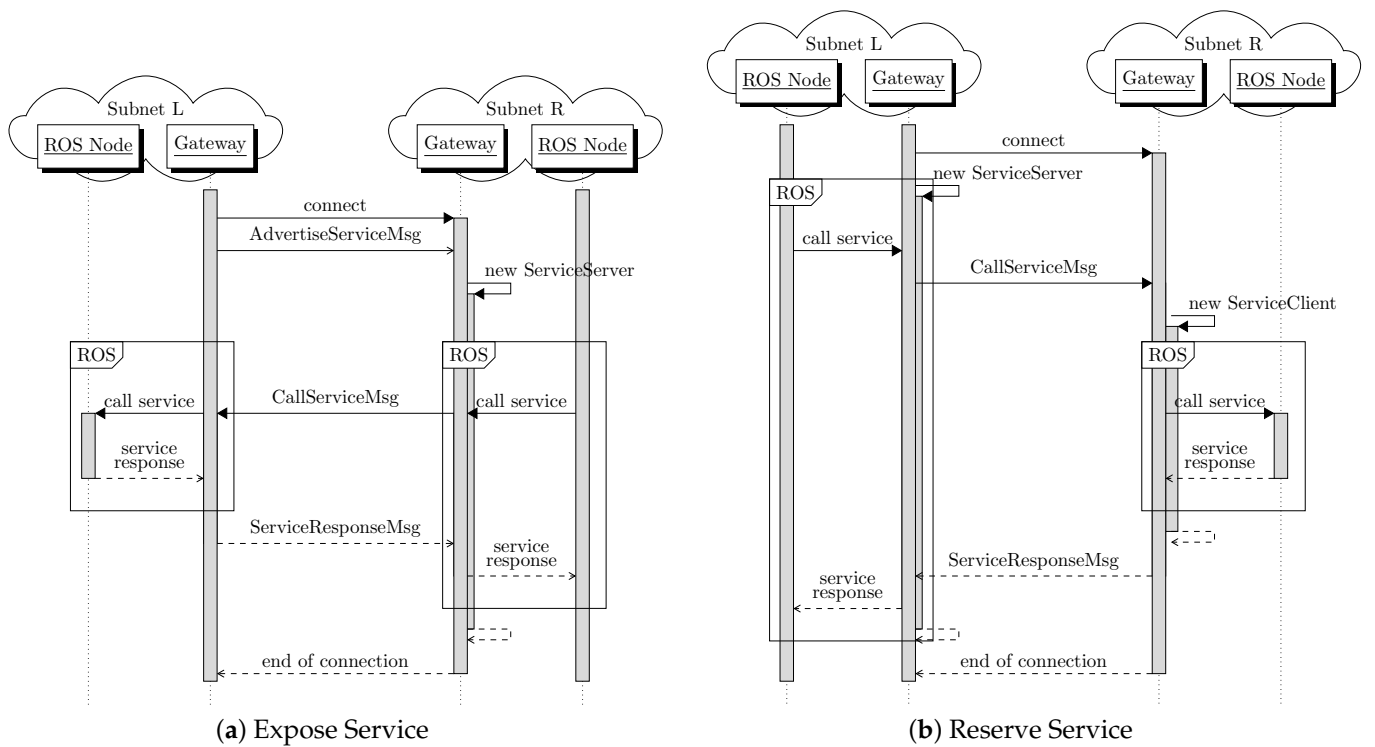 Subnet L
ROS Node
Gateway
Subnet R
Gateway
ROS Node
connect
AdvertiseServiceMsg
new ServiceServer
ROS
ROS
call service
CallServiceMsg
call service
service
response
ServiceResponseMsg
service
response
end of connection
(a) Expose Service
Subnet L
ROS Node
Gateway
Subnet R
Gateway
ROS Node
connect
new ServiceServer
ROS
call service
CallServiceMsg
new ServiceClient
ROS
call service
service
response
ServiceResponseMsg
service
response
end of connection
(b) Reserve Service